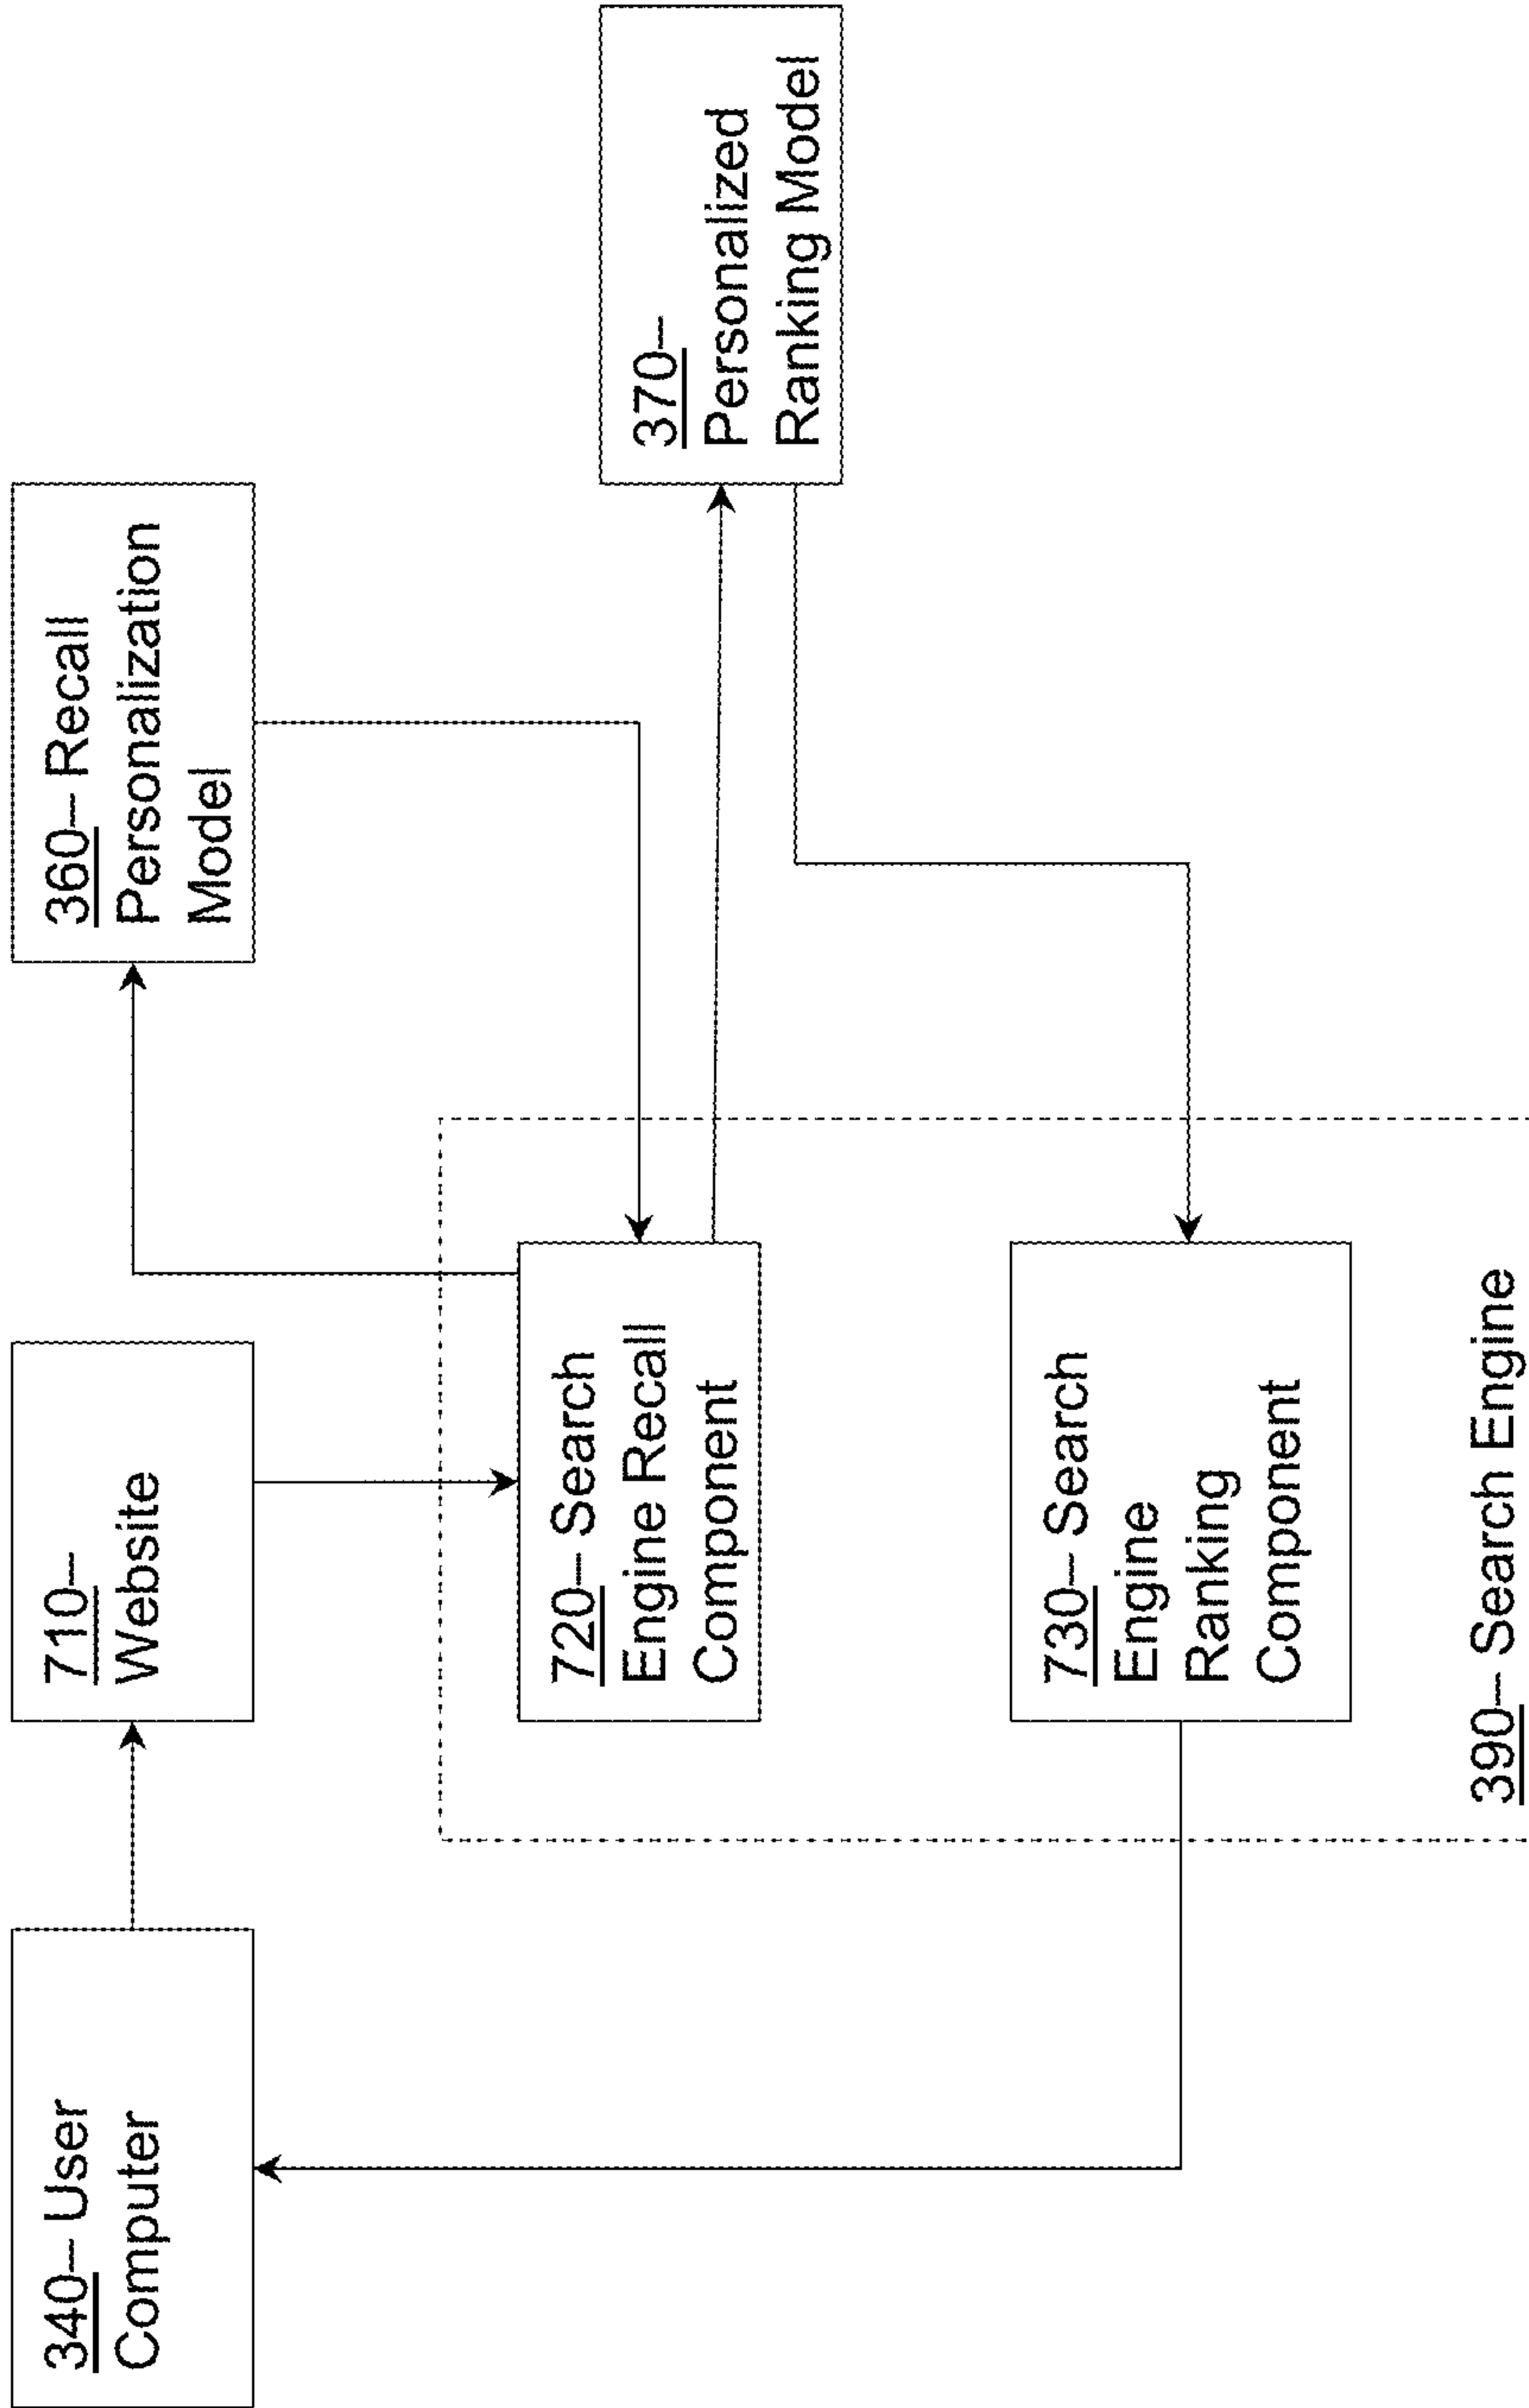 340– User
Computer
710–
Website
360– Recall
Personalization
Model
720– Search
Engine Recall
Component
370–
Personalized
Ranking Model
730– Search
Engine
Ranking
Component
390– Search Engine